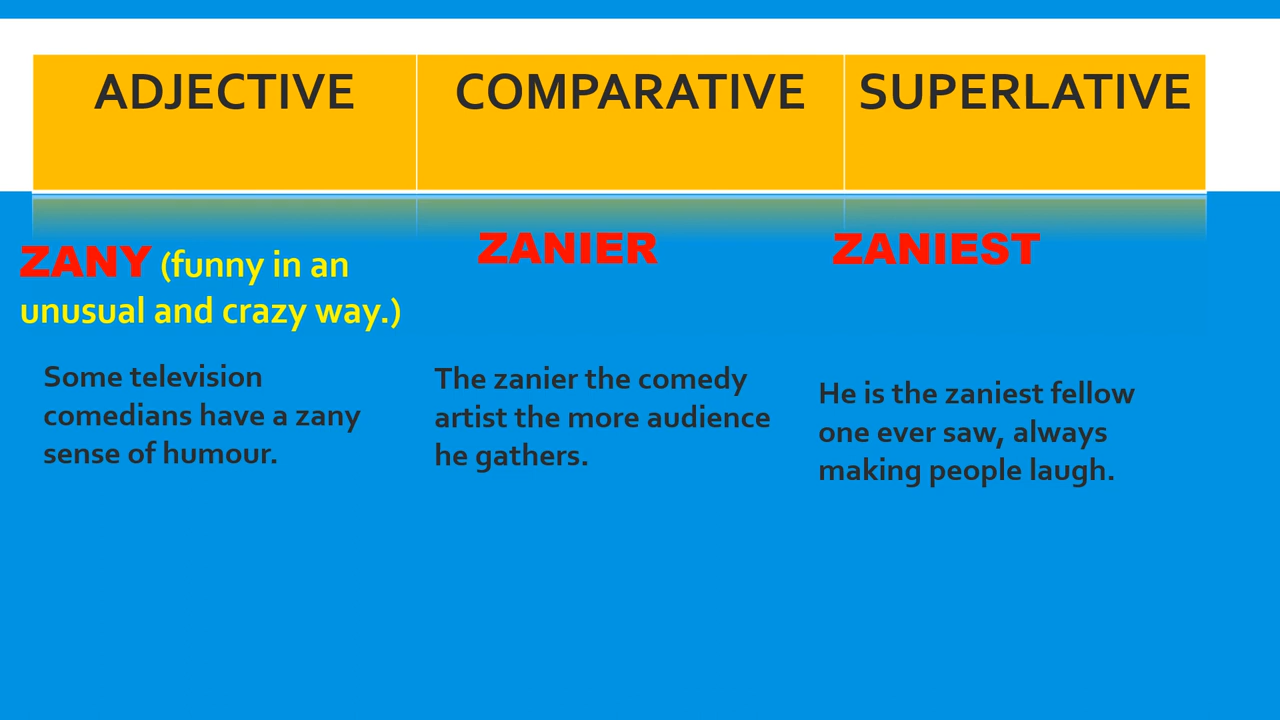 ADJECTIVE
COMPARATIVE
SUPERLATIVE
ZANY (funny in an
unusual and crazy way.)
ZANIER
ZANIEST
Some television
comedians have a zany
sense of humour.
The zanier the comedy
artist the more audience
he gathers.
He is the zaniest fellow
one ever saw, always
making people laugh.